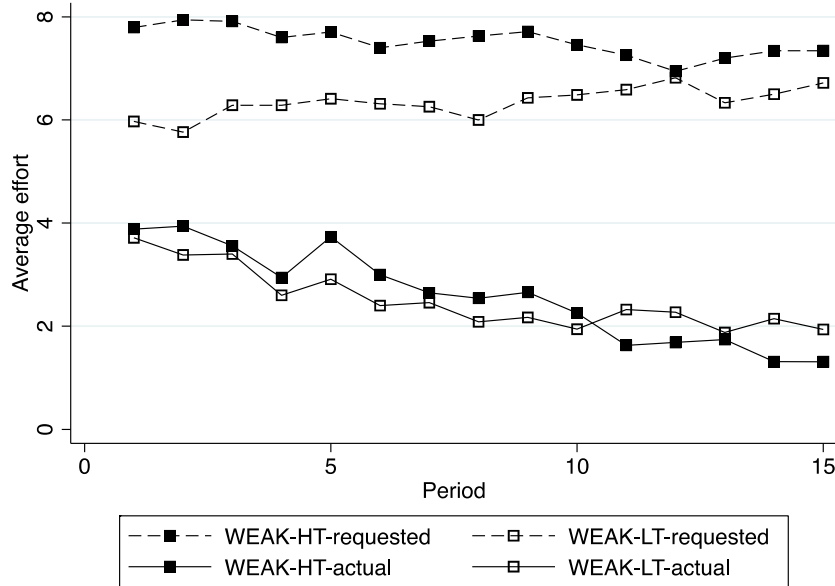 8
6
4
2
0
Average effort
0 5 10 15
Period
WEAK-HT-requested WEAK-LT-requested
WEAK-HT-actual WEAK-LT-actual